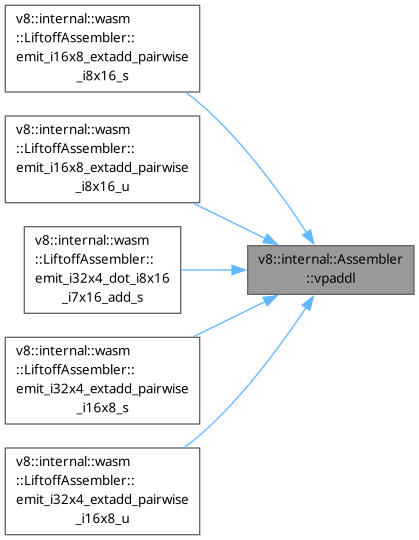 v8::internal::wasm
::LiftoffAssembler::
emit_i16x8_extadd_pairwise
_i8x16_s
v8::internal::wasm
::LiftoffAssembler::
emit_i16x8_extadd_pairwise
_i8x16_u
v8::internal::wasm
::LiftoffAssembler::
emit_i32x4_dot_i8x16
_i7x16_add_s
v8::internal::Assembler
::vpaddl
v8::internal::wasm
::LiftoffAssembler::
emit_i32x4_extadd_pairwise
_i16x8_s
v8::internal::wasm
::LiftoffAssembler::
emit_i32x4_extadd_pairwise
_i16x8_u